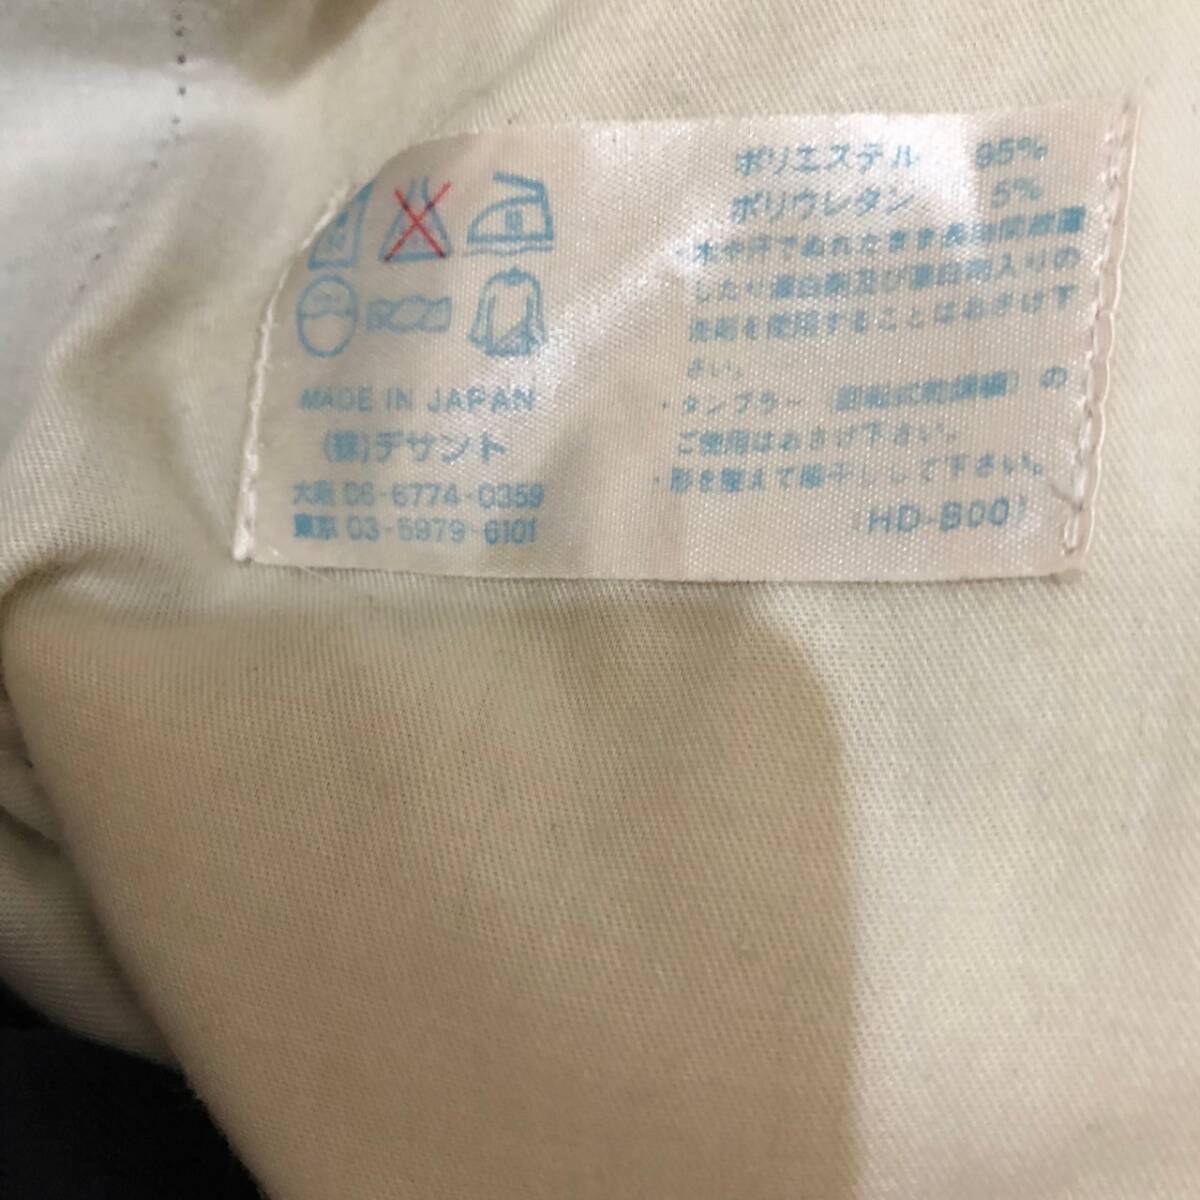 ポリエステル 95%
ポリウレタン 5%
・水や汗でぬれたまま長時間放置
したり漂白剤及び漂白剤入りの
洗剤を使用することはおさけ下
さい。
・タンブラー (回転式乾燥機)の
ご使用はおさけ下さい。
・形を整えて陰干しして下さい。
(HD-800)
MADE IN JAPAN
(株)デサント
大阪 06-6774-0359
東京 03-5979-6101